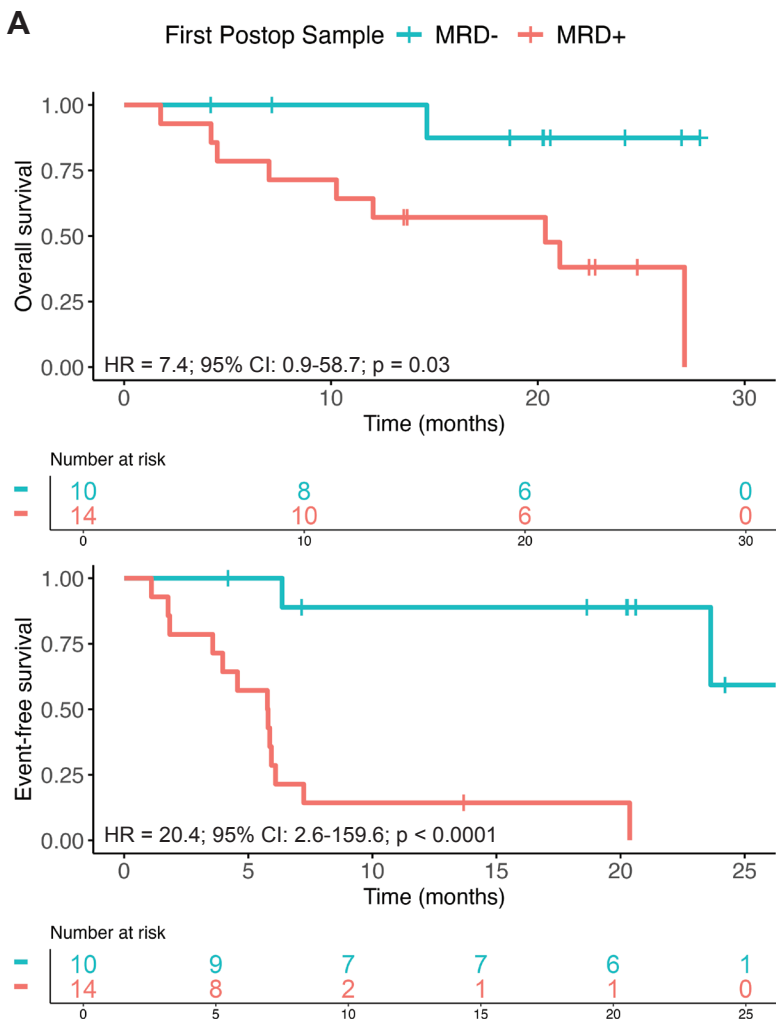 A
First Postop Sample MRD- MRD+
Overall survival
1.00
0.75
0.50
0.25
0.00
HR = 7.4; 95% CI: 0.9-58.7; p = 0.03
0 10 20 30
Time (months)
Number at risk
10 8 6 0
14 10 6 0
0 10 20 30
Event-free survival
1.00
0.75
0.50
0.25
0.00
HR = 20.4; 95% CI: 2.6-159.6; p < 0.0001
0 5 10 15 20 25
Time (months)
Number at risk
10 9 7 7 6 1
14 8 2 1 1 0
0 5 10 15 20 25